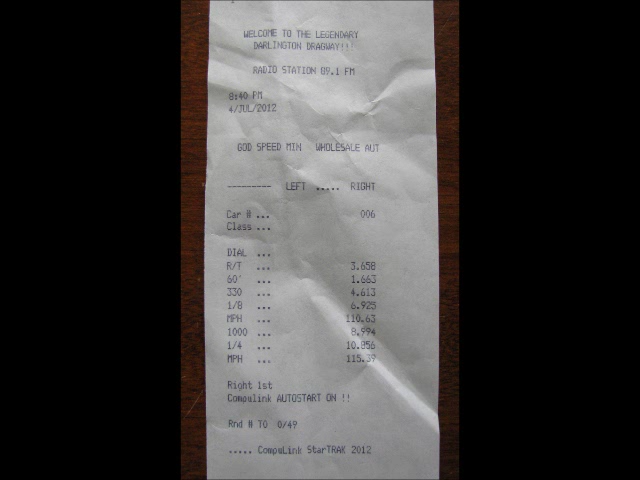 WELCOME TO THE LEGENDARY
DARLINGTON DRAGWAY!!!
RADIO STATION 89.1 FM
8:40 PM
4/JUL/2012
GOD SPEED MIN WHOLESALE AUT
--------- LEFT ..... RIGHT
Car # ... 006
Class ...
DIAL ...
R/T ... 3.658
60' ... 1.663
330 ... 4.613
1/8 ... 6.925
MPH ... 110.63
1000 ... 8.994
1/4 ... 10.856
MPH ... 115.39
Right 1st
Compulink AUTOSTART ON !!
Rnd # TO 0/49
..... CompuLink StarTRAK 2012